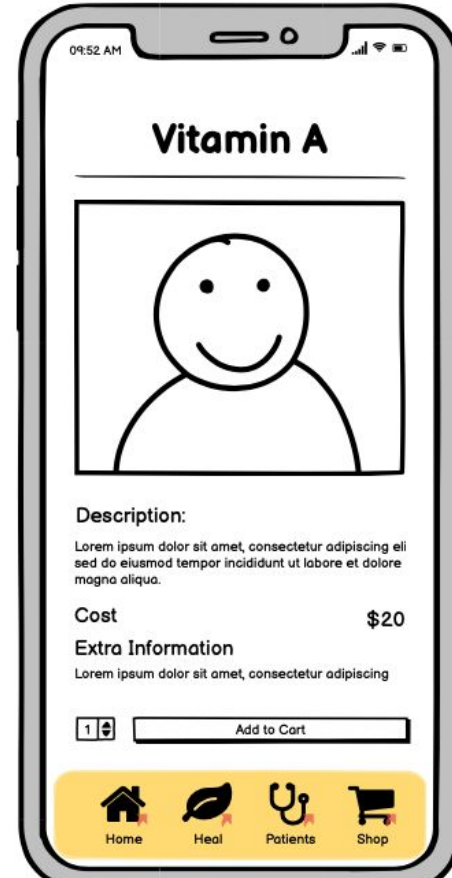 09:52 AM
Vitamin A
Description:
Lorem ipsum dolor sit amet, consectetur adipiscing eli
sed do eiusmod tempor incididunt ut labore et dolore
magna aliqua.
Cost $20
Extra Information
Lorem ipsum dolor sit amet, consectetur adipiscing
1 Add to Cart
Home Heal Patients Shop